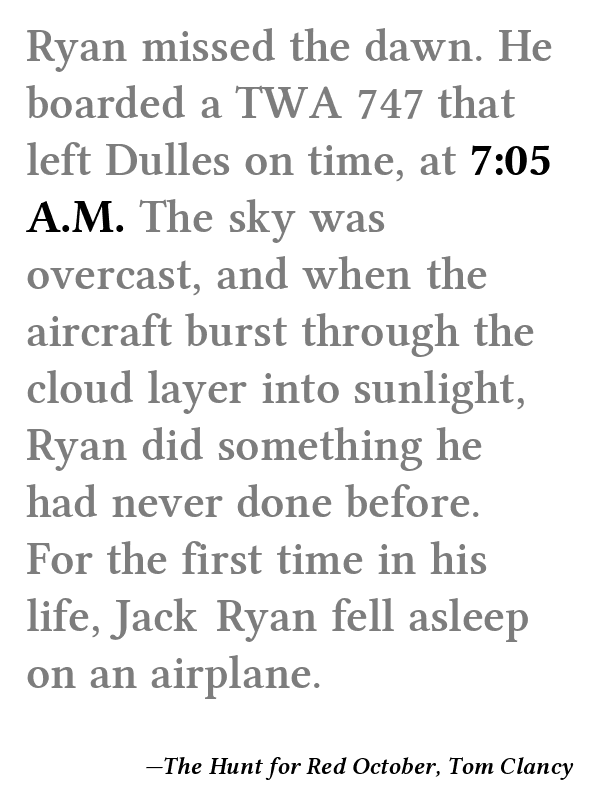 Ryan missed the dawn. He
boarded a TWA 747 that
left Dulles on time, at 7:05
A.M. The sky was
overcast, and when the
aircraft burst through the
cloud layer into sunlight,
Ryan did something he
had never done before.
For the first time in his
life, Jack Ryan fell asleep
on an airplane.
—The Hunt for Red October, Tom Clancy